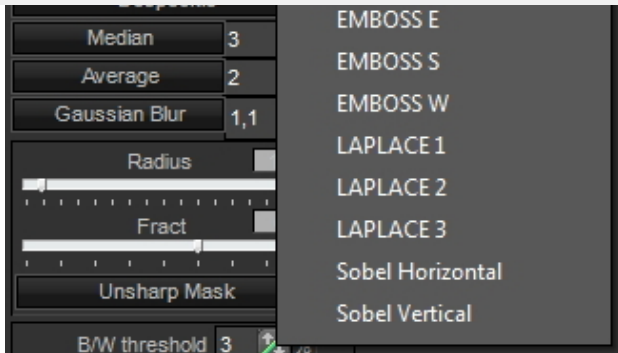 Median 3
Average 2
Gaussian Blur 1,1
Radius
Fract
Unsharp Mask
B/W threshold 3
EMBOSS E
EMBOSS S
EMBOSS W
LAPLACE 1
LAPLACE 2
LAPLACE 3
Sobel Horizontal
Sobel Vertical